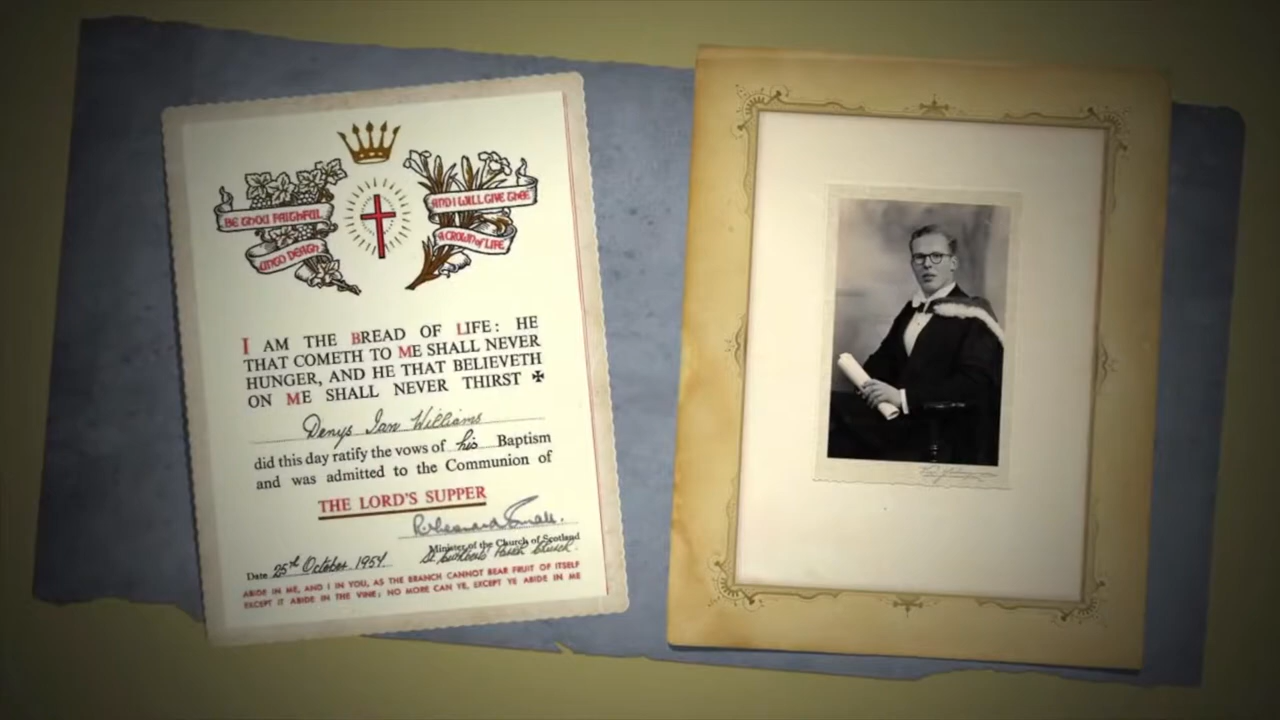 BE THOU FAITHFUL
UNTO DEATH
AND I WILL GIVE THEE
A CROWN of LIFE
I AM THE BREAD OF LIFE: HE
THAT COMETH TO ME SHALL NEVER
HUNGER, AND HE THAT BELIEVETH
ON ME SHALL NEVER THIRST ✠
Denys Ian Williams
did this day ratify the vows of his Baptism
and was admitted to the Communion of
THE LORD'S SUPPER
Minister of the Church of Scotland
St Parish Church.
Date 25th October 1954
ABIDE IN ME, AND I IN YOU, AS THE BRANCH CANNOT BEAR FRUIT OF ITSELF
EXCEPT IT ABIDE IN THE VINE; NO MORE CAN YE, EXCEPT YE ABIDE IN ME